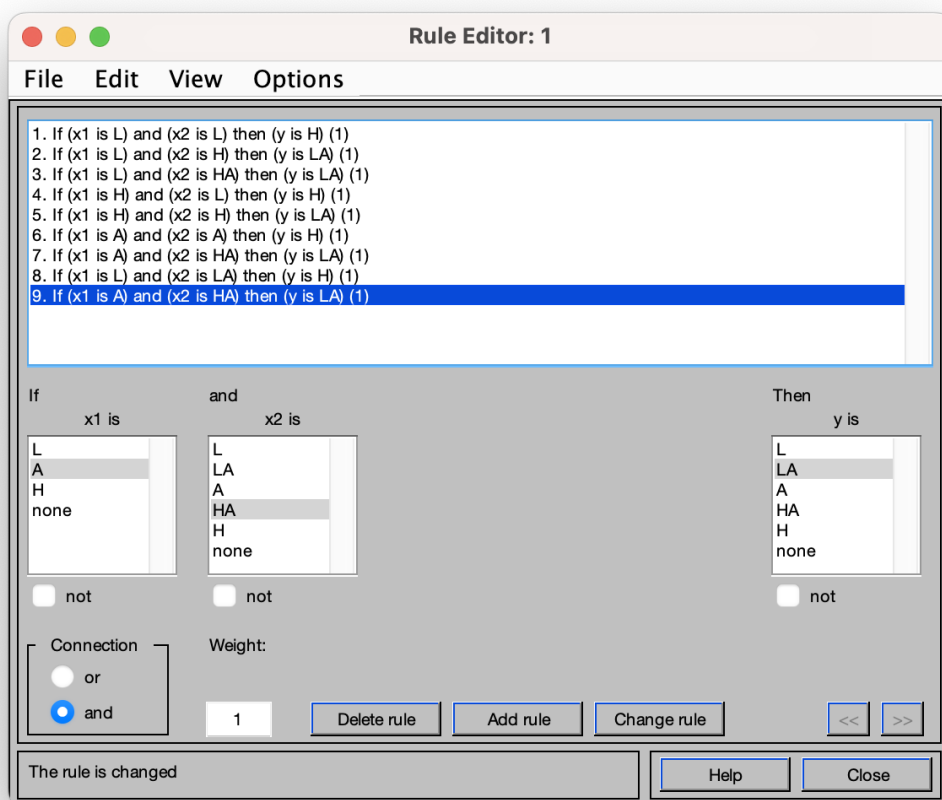 Rule Editor: 1
File Edit View Options
1. If (x1 is L) and (x2 is L) then (y is H) (1)
2. If (x1 is L) and (x2 is H) then (y is LA) (1)
3. If (x1 is L) and (x2 is HA) then (y is LA) (1)
4. If (x1 is H) and (x2 is L) then (y is H) (1)
5. If (x1 is H) and (x2 is H) then (y is LA) (1)
6. If (x1 is A) and (x2 is A) then (y is H) (1)
7. If (x1 is A) and (x2 is HA) then (y is LA) (1)
8. If (x1 is L) and (x2 is LA) then (y is H) (1)
9. If (x1 is A) and (x2 is HA) then (y is LA) (1)
If
x1 is
L
A
H
none
not
and
x2 is
L
LA
A
HA
H
none
not
Then
y is
L
LA
A
HA
H
none
not
Connection
or
and
Weight:
1
Delete rule
Add rule
Change rule
<<
>>
The rule is changed
Help
Close